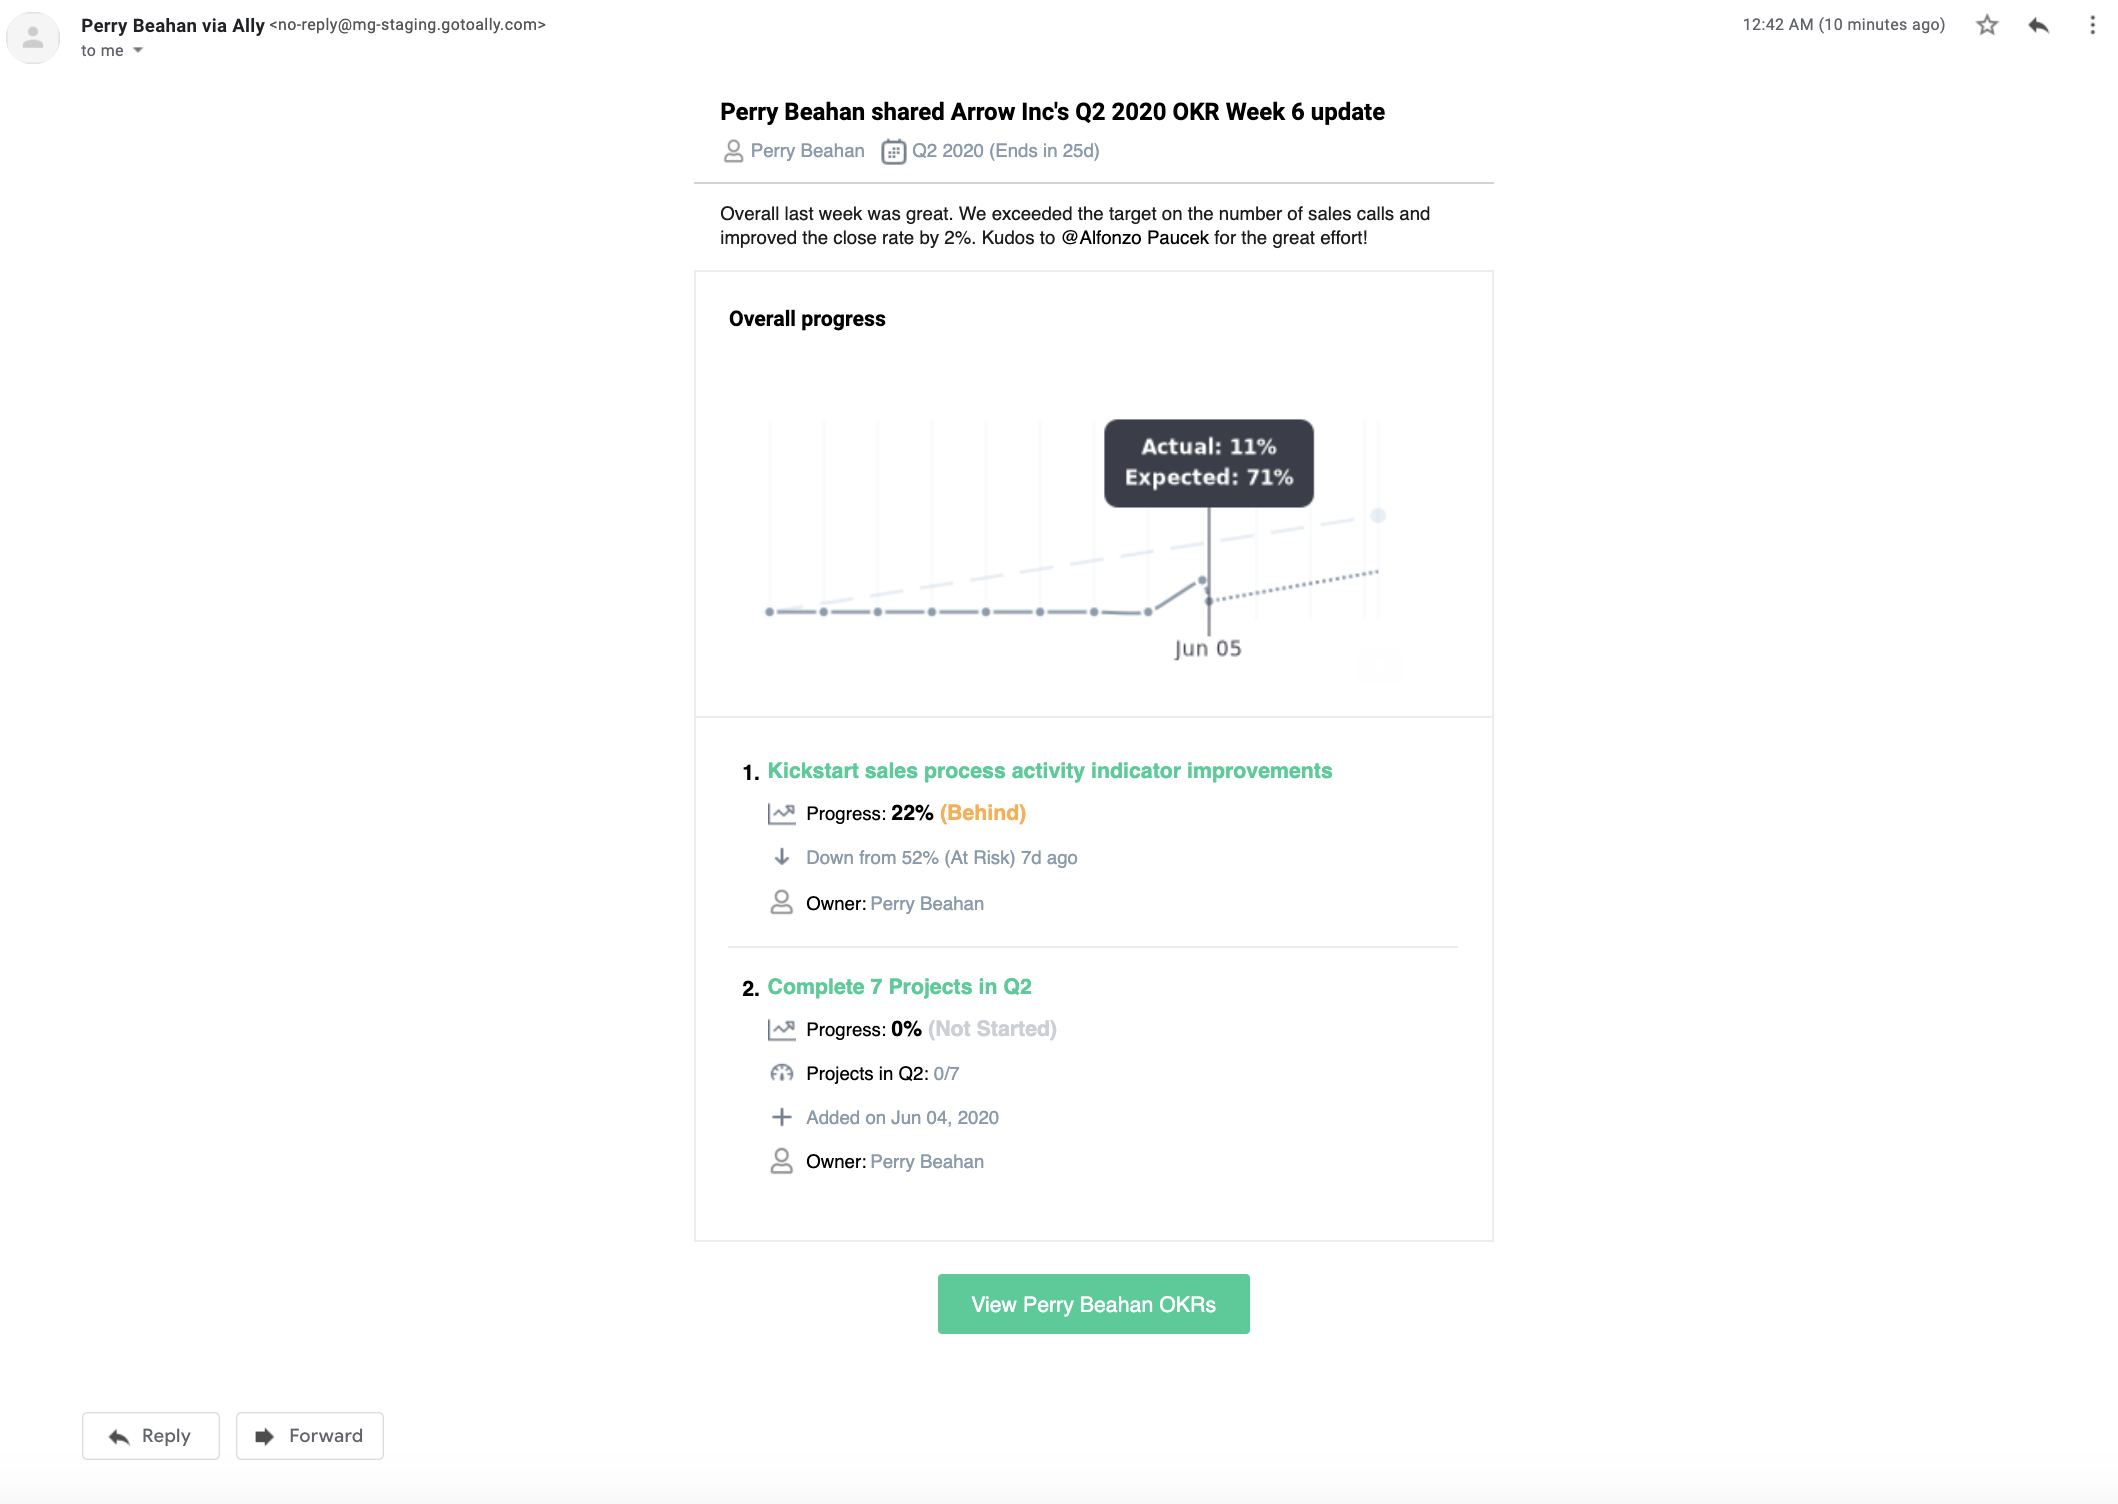 Perry Beahan via Ally <no-reply@mg-staging.gotoally.com>
12:42 AM (10 minutes ago)
to me
Perry Beahan shared Arrow Inc's Q2 2020 OKR Week 6 update
Perry Beahan Q2 2020 (Ends in 25d)
Overall last week was great. We exceeded the target on the number of sales calls and
improved the close rate by 2%. Kudos to @Alfonzo Paucek for the great effort!
Overall progress
Actual: 11%
Expected: 71%
Jun 05
1. Kickstart sales process activity indicator improvements
Progress: 22% (Behind)
Down from 52% (At Risk) 7d ago
Owner: Perry Beahan
2. Complete 7 Projects in Q2
Progress: 0% (Not Started)
Projects in Q2: 0/7
Added on Jun 04, 2020
Owner: Perry Beahan
View Perry Beahan OKRs
Reply
Forward